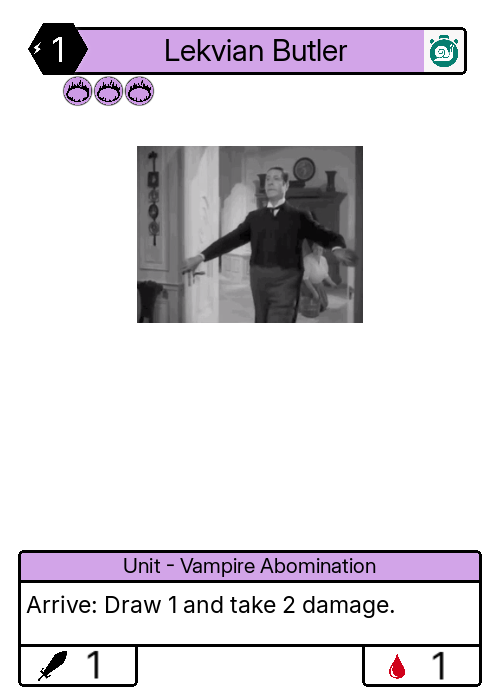 1
Lekvian Butler
Unit - Vampire Abomination
Arrive: Draw 1 and take 2 damage.
1
1